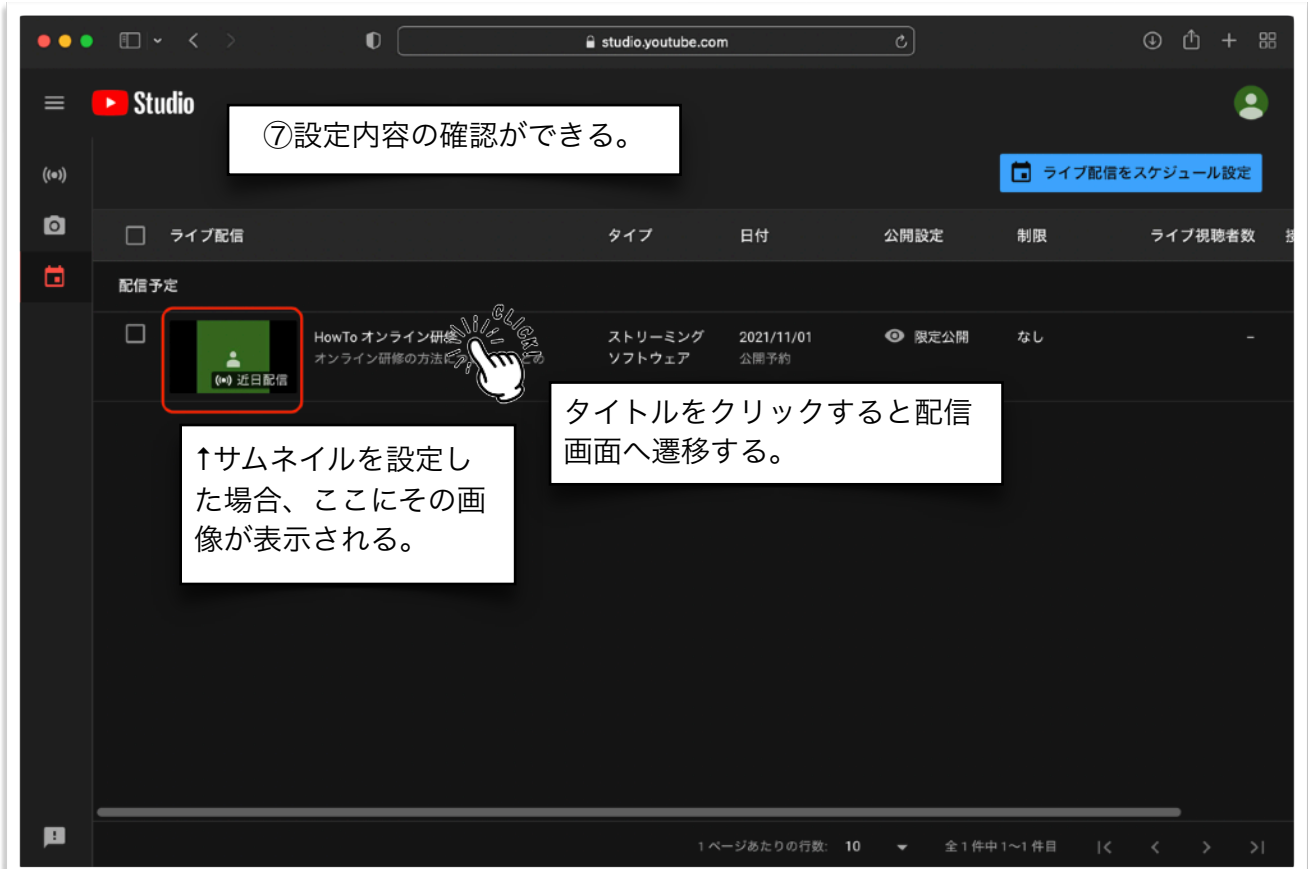 studio.youtube.com
Studio
⑦設定内容の確認ができる。
ライブ配信をスケジュール設定
ライブ配信 タイプ 日付 公開設定 制限 ライブ視聴者数
配信予定
HowTo オンライン研修 ストリーミング 2021/11/01 限定公開 なし –
オンライン研修の方法に とめ ソフトウェア 公開予約
近日配信
CLICK!
タイトルをクリックすると配信
画面へ遷移する。
↑サムネイルを設定し
た場合、ここにその画
像が表示される。
1 ページあたりの行数: 10 全 1 件中 1〜1 件目